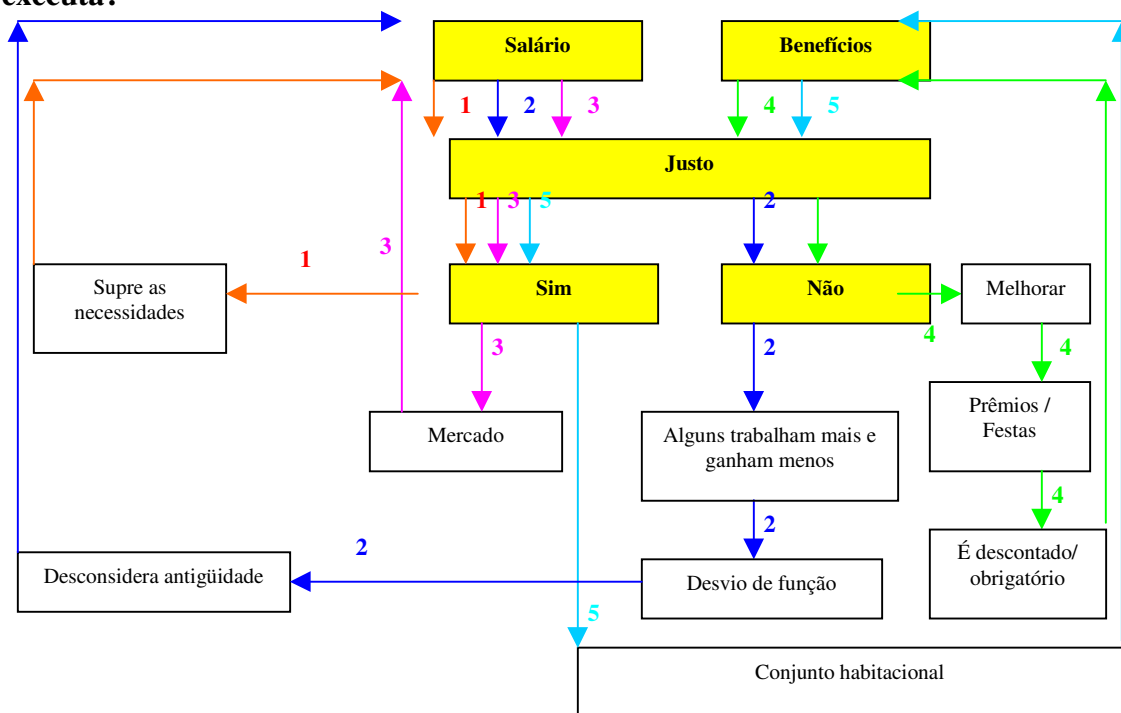 executa?
Salário
Benefícios
1
2
3
4
5
Justo
1
3
5
2
3
1
Supre as
necessidades
Sim
Não
Melhorar
4
3
2
4
Mercado
Alguns trabalham mais e
ganham menos
Prêmios /
Festas
4
2
2
Desconsidera antigüidade
Desvio de função
É descontado/
obrigatório
5
Conjunto habitacional